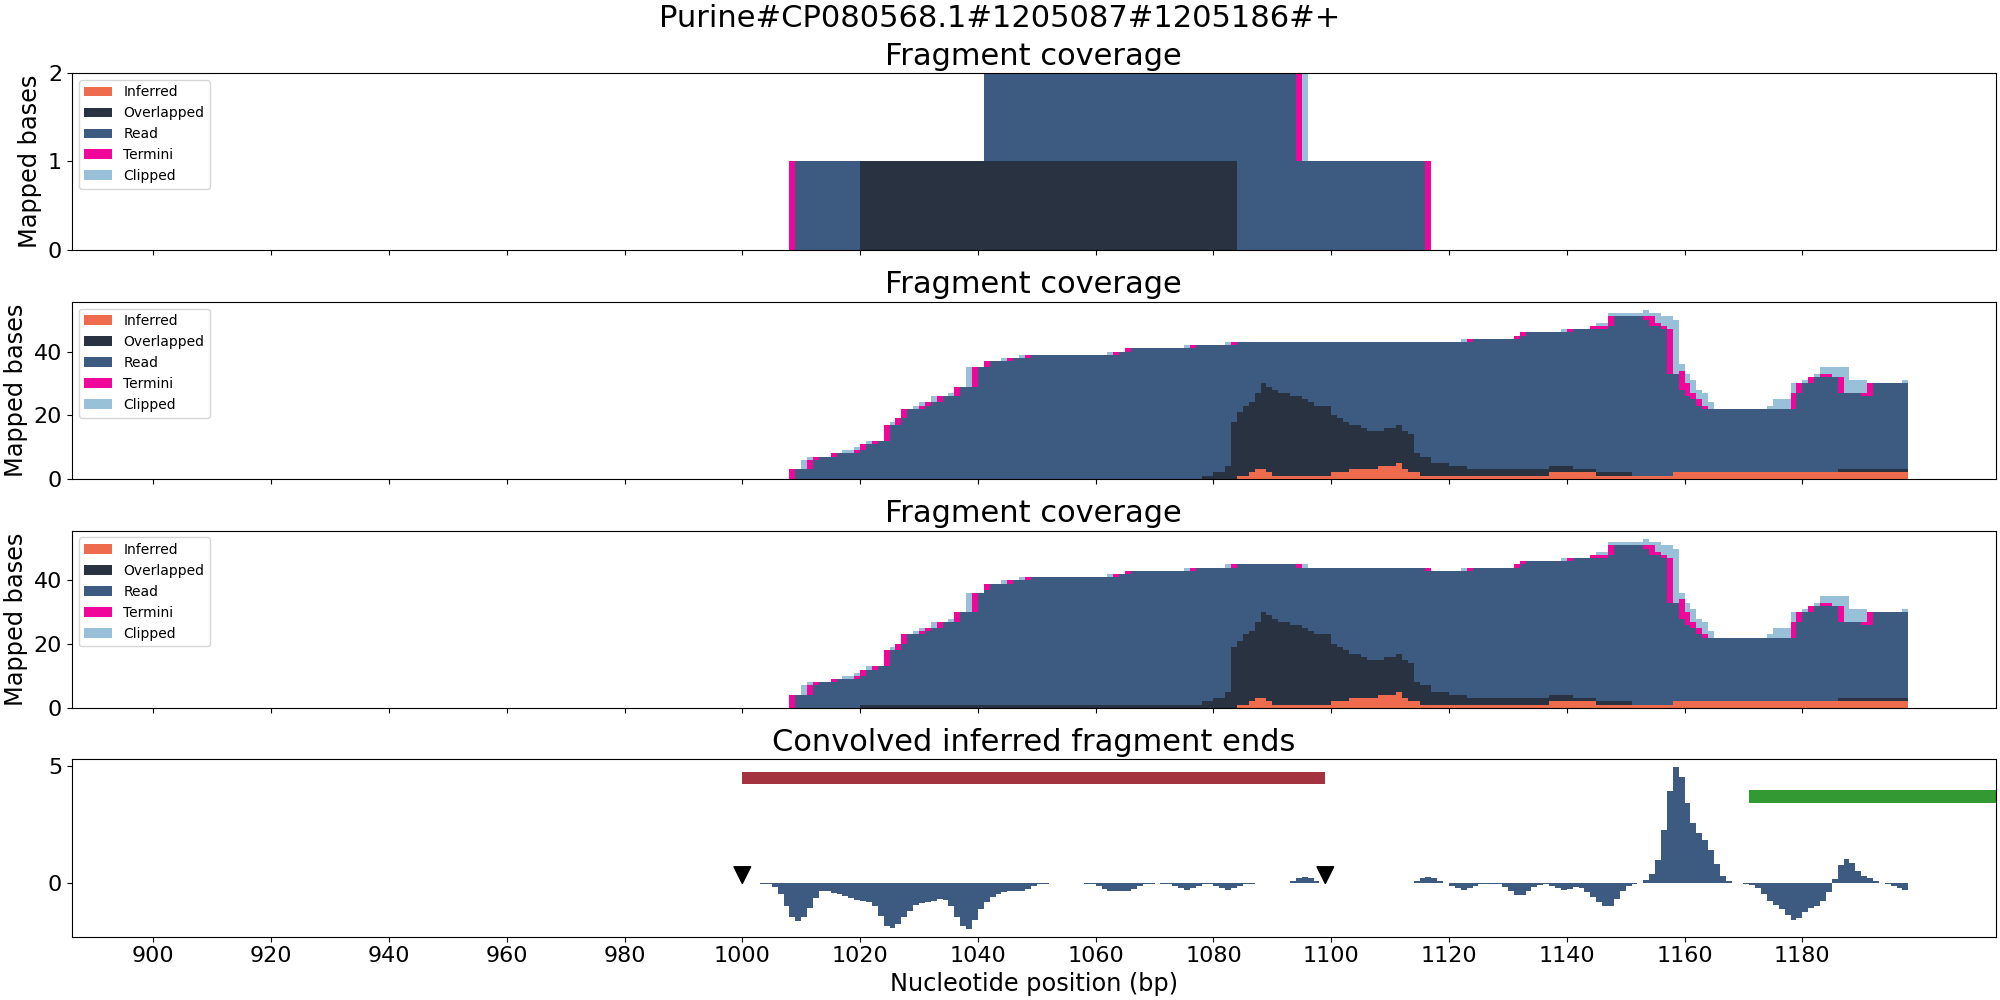 Purine#CP080568.1#1205087#1205186#+
Fragment coverage
Mapped bases
2
1
0
Inferred
Overlapped
Read
Termini
Clipped
Fragment coverage
Mapped bases
40
20
0
Inferred
Overlapped
Read
Termini
Clipped
Fragment coverage
Mapped bases
40
20
0
Inferred
Overlapped
Read
Termini
Clipped
Convolved inferred fragment ends
5
0
900 920 940 960 980 1000 1020 1040 1060 1080 1100 1120 1140 1160 1180
Nucleotide position (bp)